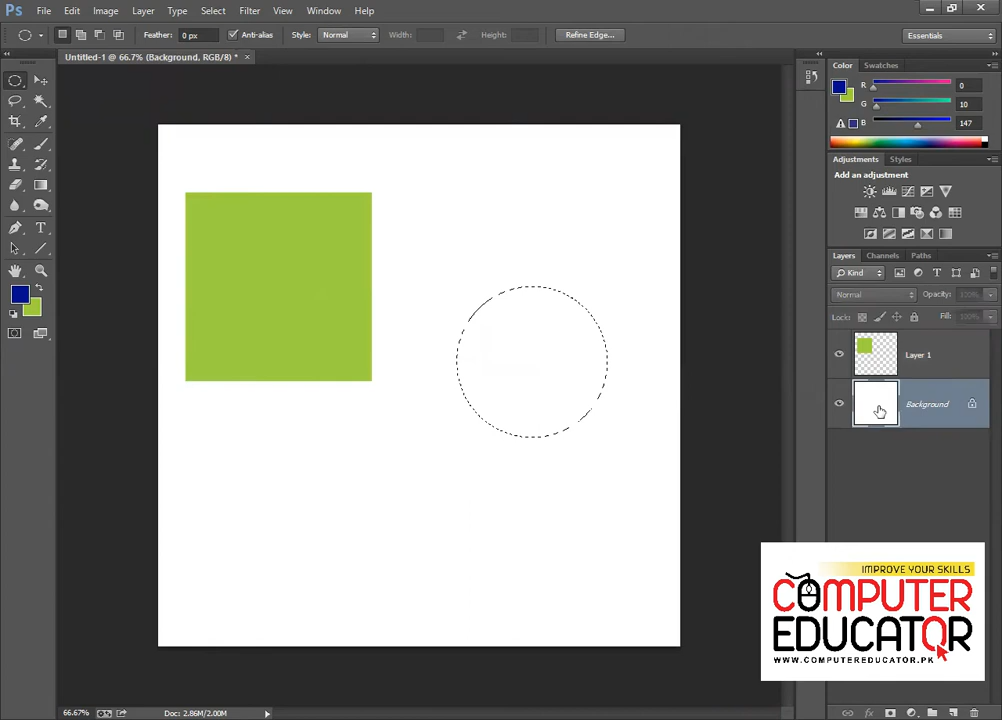 Ps File Edit Image Layer Type Select Filter View Window Help
Feather: 0 px Anti-alias Style: Normal Width: Height: Refine Edge... Essentials
Untitled-1 @ 66.7% (Background, RGB/8) * ×
Color Swatches
R 0
G 10
B 147
Adjustments Styles
Add an adjustment
Layers Channels Paths
Kind
Normal Opacity: 100%
Lock: Fill: 100%
Layer 1
Background
IMPROVE YOUR SKILLS
COMPUTER
EDUCATOR
WWW.COMPUTEREDUCATOR.PK
66.67% Doc: 2.86M/2.00M